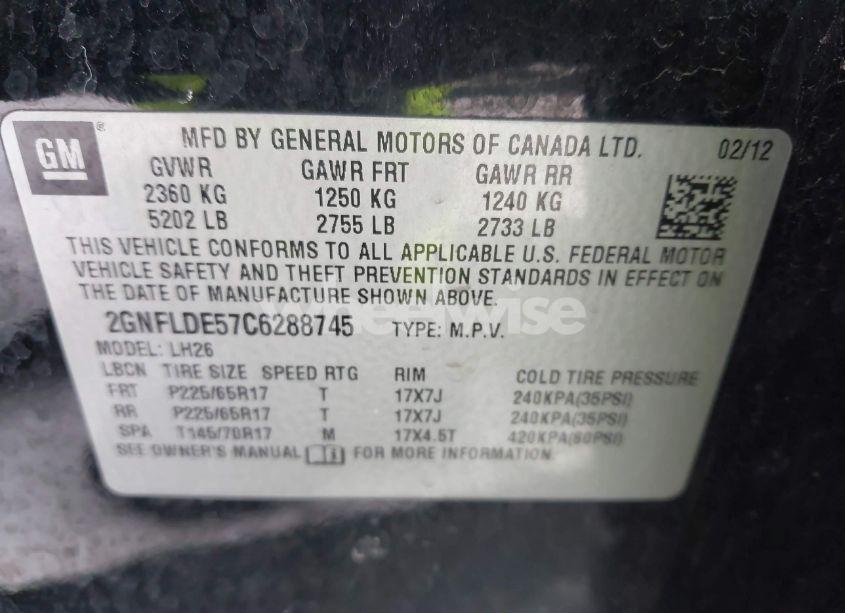 GM ® MFD BY GENERAL MOTORS OF CANADA LTD. 02/12
GVWR GAWR FRT GAWR RR
2360 KG 1250 KG 1240 KG
5202 LB 2755 LB 2733 LB
THIS VEHICLE CONFORMS TO ALL APPLICABLE U.S. FEDERAL MOTOR
VEHICLE SAFETY AND THEFT PREVENTION STANDARDS IN EFFECT ON
THE DATE OF MANUFACTURE SHOWN ABOVE.
2GNFLDE57C6288745 TYPE: M.P.V.
MODEL: LH26
LBCN TIRE SIZE SPEED RTG RIM COLD TIRE PRESSURE
FRT P225/65R17 T 17X7J 240KPA(35PSI)
RR P225/65R17 T 17X7J 240KPA(35PSI)
SPA T145/70R17 M 17X4.5T 420KPA(60PSI)
SEE OWNER'S MANUAL FOR MORE INFORMATION